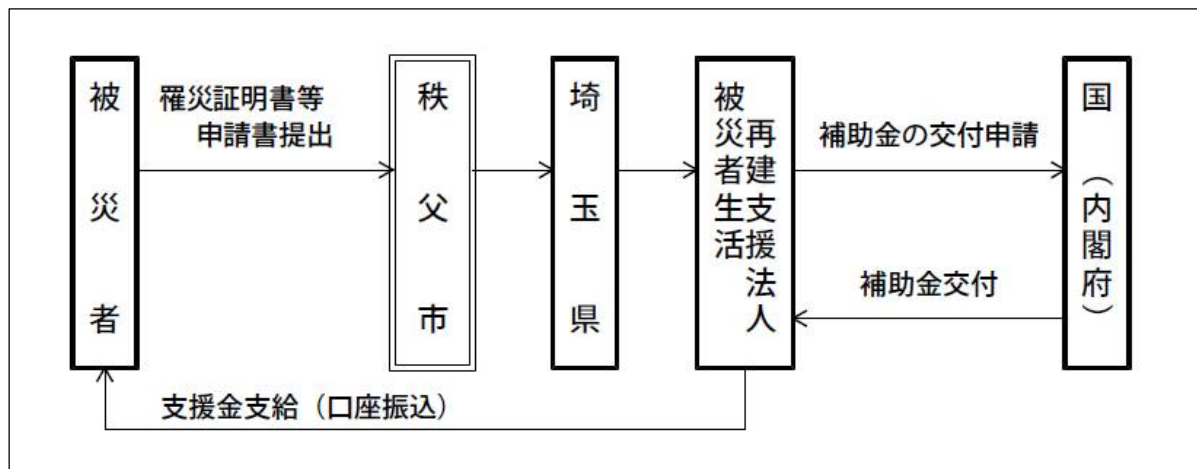 被災者
罹災証明書等
申請書提出
秩父市
埼玉県
被災者生活
再建支援法人
補助金の交付申請
補助金交付
国（内閣府）
支援金支給（口座振込）